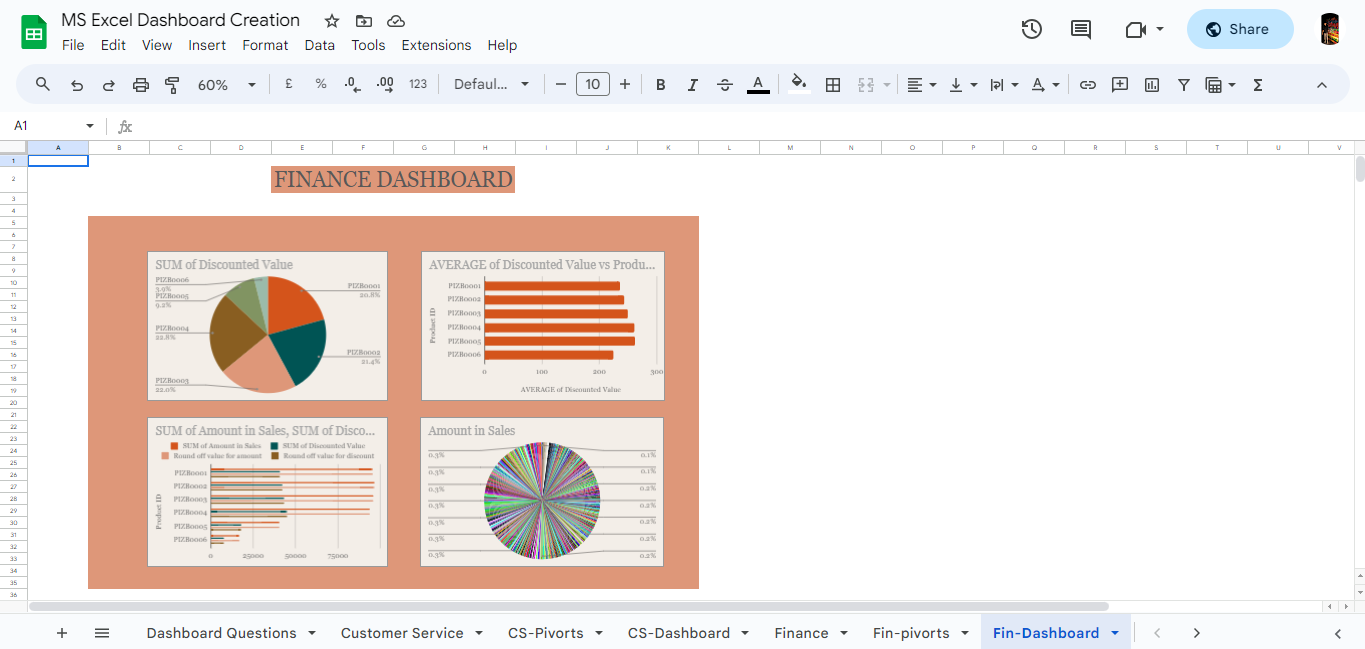 MS Excel Dashboard Creation
File Edit View Insert Format Data Tools Extensions Help
Share
60% £ % .0 .00 123 Defaul... 10 B I A
A1 fx
A B C D E F G H I J K L M N O P Q R S T U V
1
2
3
4
5
6
7
8
9
10
11
12
13
14
15
16
17
18
19
20
21
22
23
24
25
26
27
28
29
30
31
32
33
34
35
36
FINANCE DASHBOARD
SUM of Discounted Value
PIZB0006
3.9%
PIZB0005
9.2%
PIZB0004
22.8%
PIZB0003
22.0%
PIZB0001
20.8%
PIZB0002
21.4%
AVERAGE of Discounted Value vs Produ...
Product ID
PIZB0001
PIZB0002
PIZB0003
PIZB0004
PIZB0005
PIZB0006
0 100 200 300
AVERAGE of Discounted Value
SUM of Amount in Sales, SUM of Disco...
SUM of Amount in Sales SUM of Discounted Value
Round off value for amount Round off value for discount
Product ID
PIZB0001
PIZB0002
PIZB0003
PIZB0004
PIZB0005
PIZB0006
0 25000 50000 75000
Amount in Sales
0.3% 0.1%
0.3% 0.1%
0.3% 0.2%
0.3% 0.2%
0.3% 0.2%
0.3% 0.2%
0.3% 0.2%
Dashboard Questions Customer Service CS-Pivorts CS-Dashboard Finance Fin-pivorts Fin-Dashboard